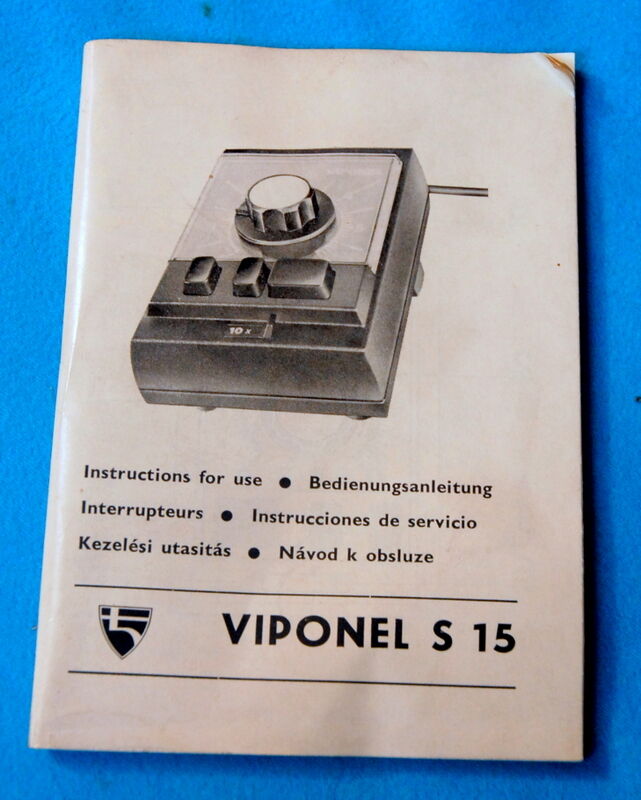 10 x
Instructions for use ● Bedienungsanleitung
Interrupteurs ● Instrucciones de servicio
Kezelési utasitás ● Návod k obsluze
VIPONEL S 15